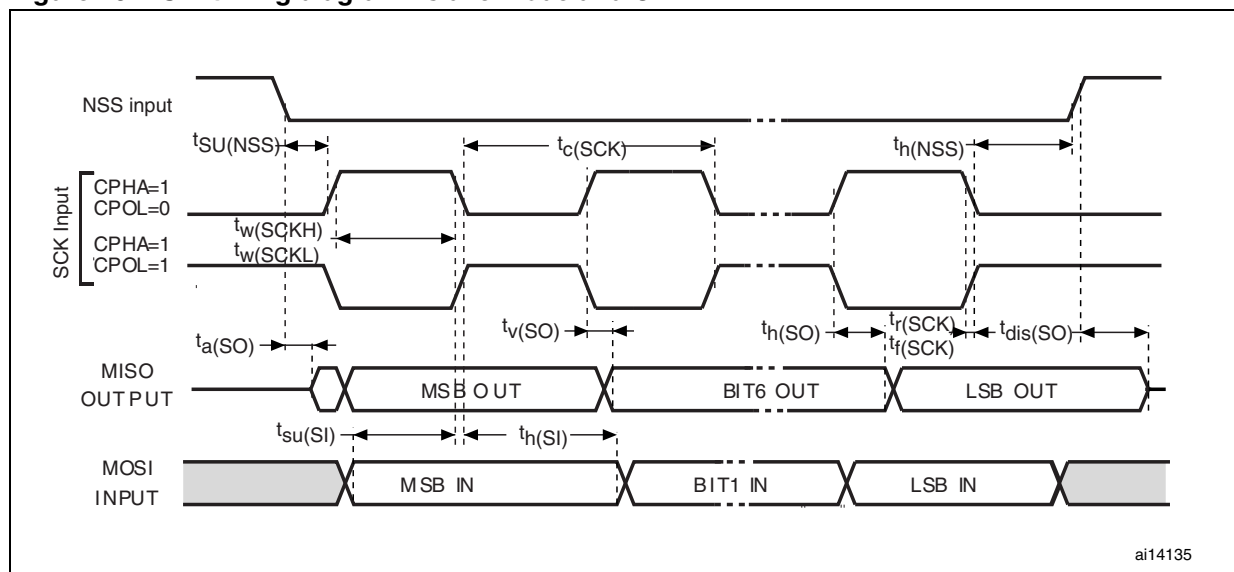 NSS input
tSU(NSS)
tc(SCK)
th(NSS)
SCK Input
CPHA=1
CPOL=0
tw(SCKH)
CPHA=1
tw(SCKL)
CPOL=1
tv(SO)
th(SO)
tr(SCK)
tf(SCK)
tdis(SO)
ta(SO)
MISO
OUTPUT
MSB OUT
BIT6 OUT
LSB OUT
tsu(SI)
th(SI)
MOSI
INPUT
MSB IN
BIT1 IN
LSB IN
ai14135